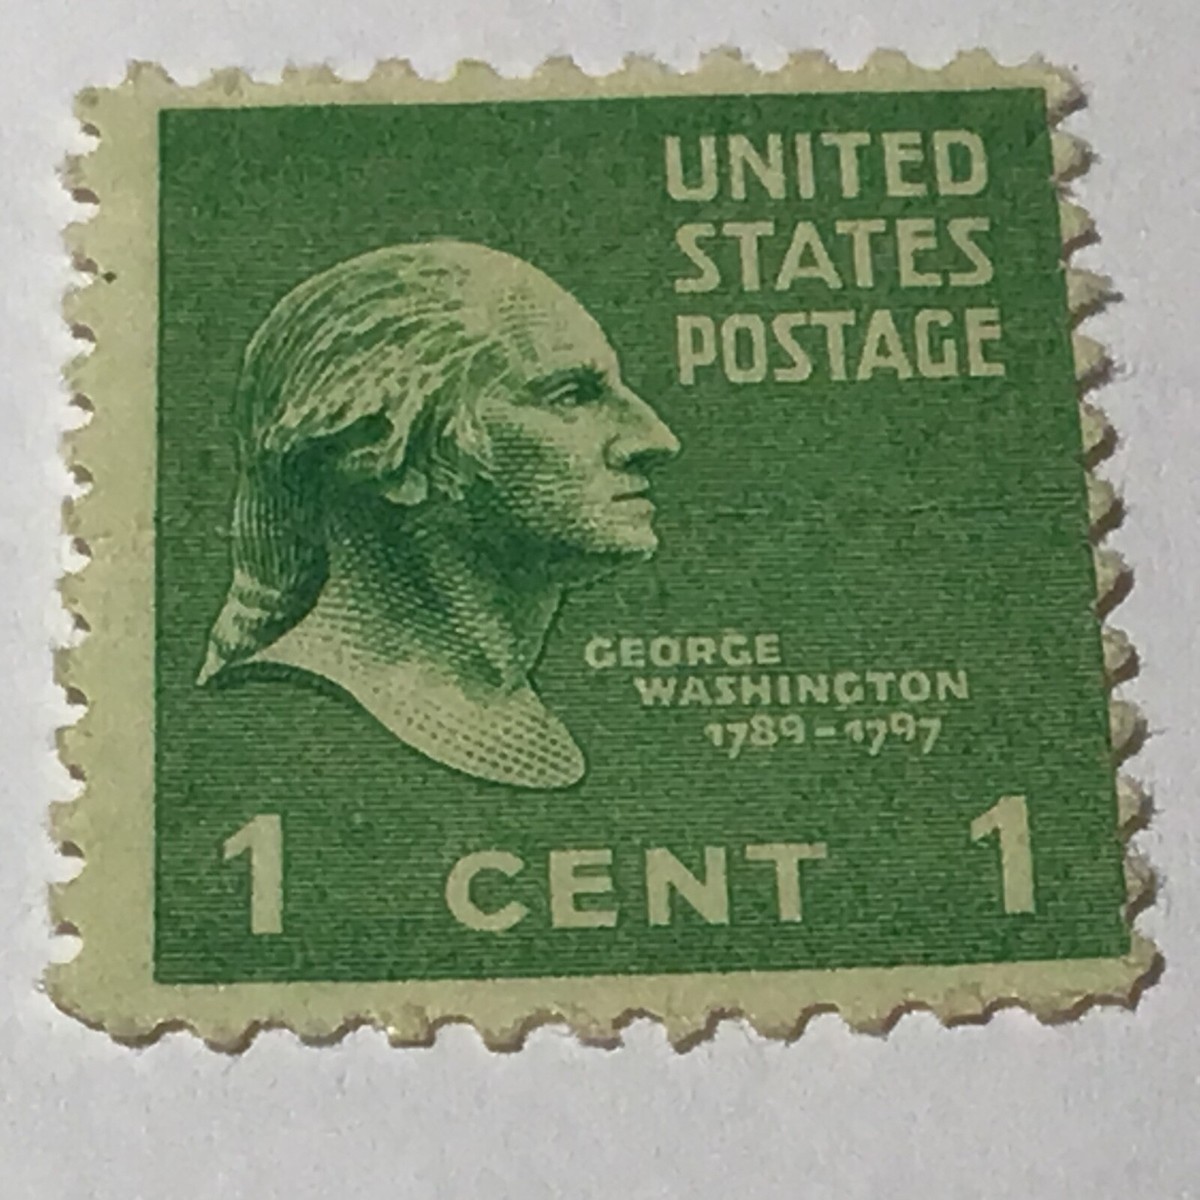 UNITED
STATES
POSTAGE
GEORGE
WASHINGTON
1789-1797
1 CENT 1